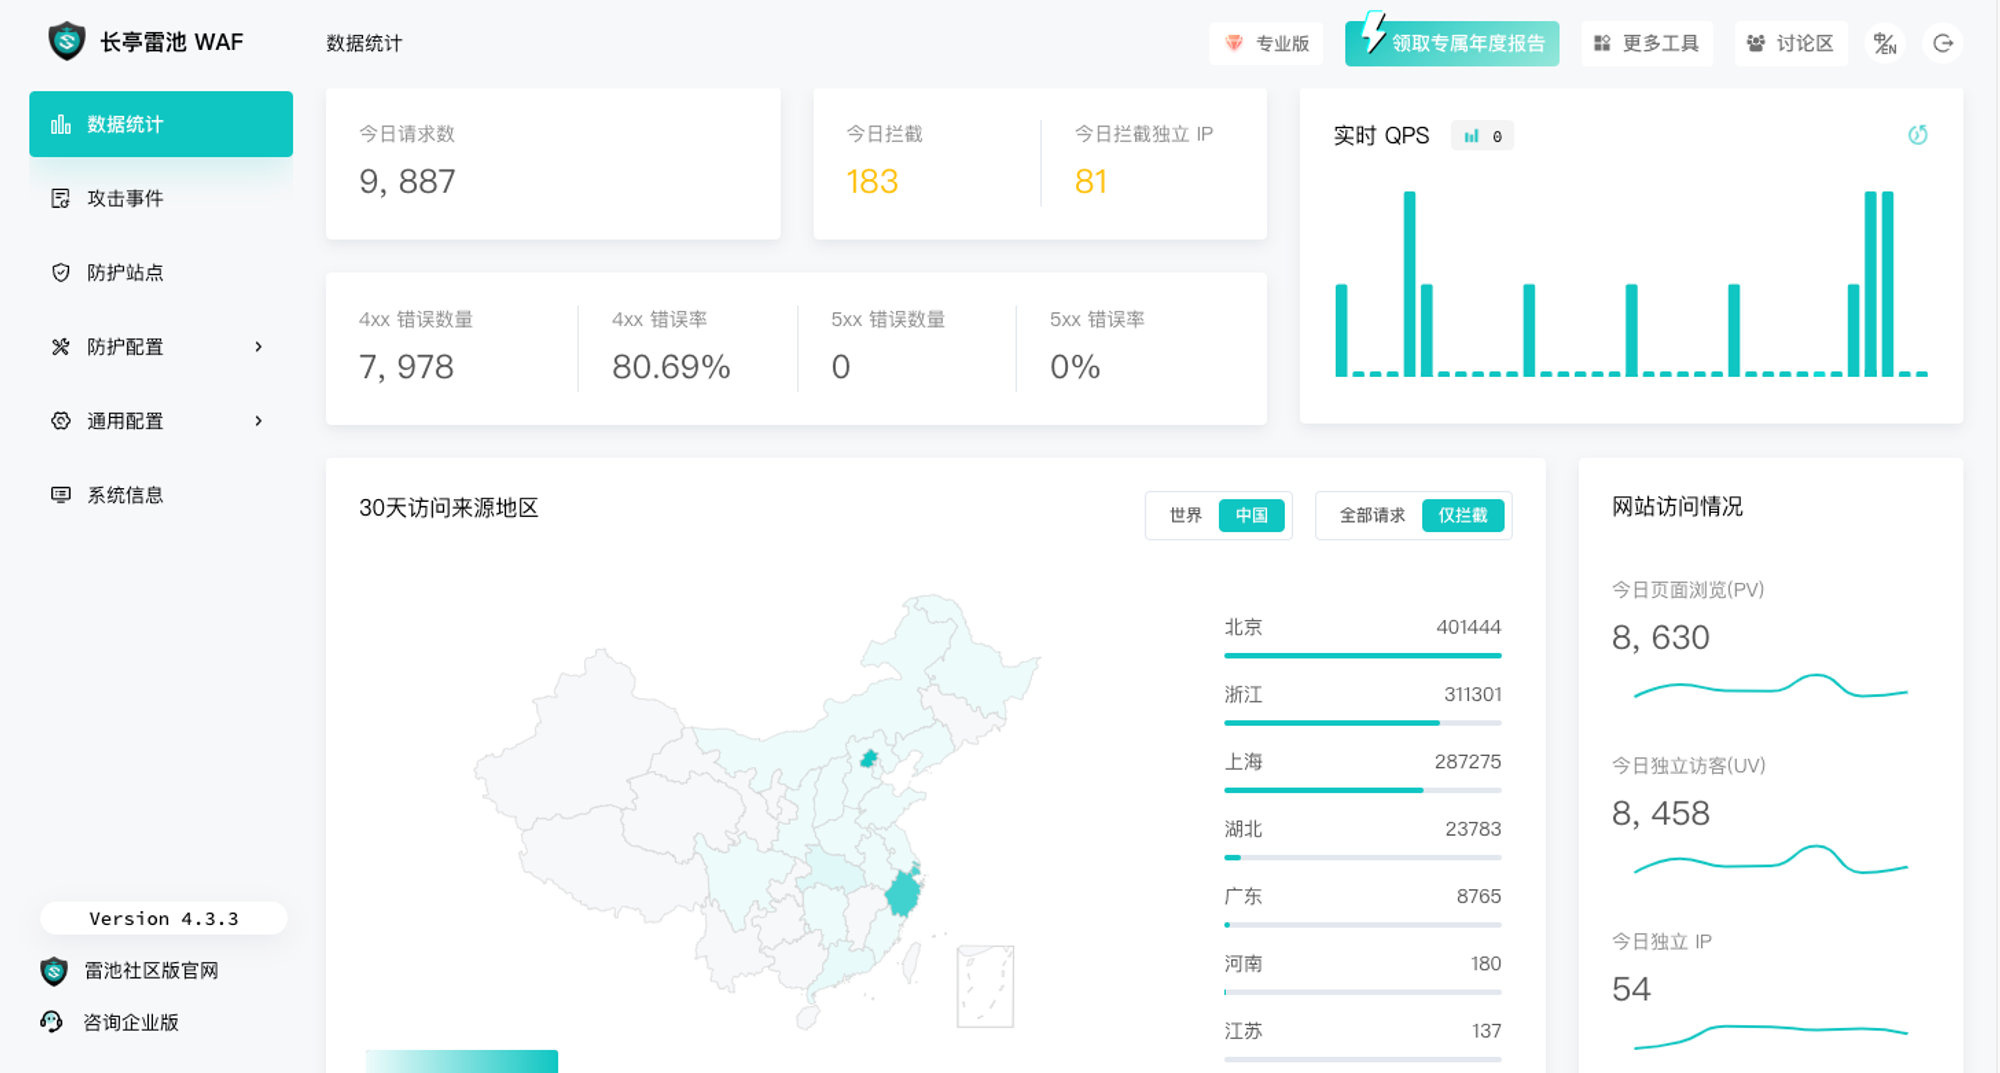 长亭雷池 WAF
数据统计
专业版
领取专属年度报告
更多工具
讨论区
中/EN
数据统计
攻击事件
防护站点
防护配置
通用配置
系统信息
Version 4.3.3
雷池社区版官网
咨询企业版
今日请求数
9, 887
今日拦截
183
今日拦截独立 IP
81
实时 QPS
0
4xx 错误数量
7, 978
4xx 错误率
80.69%
5xx 错误数量
0
5xx 错误率
0%
30天访问来源地区
世界 中国
全部请求 仅拦截
北京 401444
浙江 311301
上海 287275
湖北 23783
广东 8765
河南 180
江苏 137
网站访问情况
今日页面浏览(PV)
8, 630
今日独立访客(UV)
8, 458
今日独立 IP
54